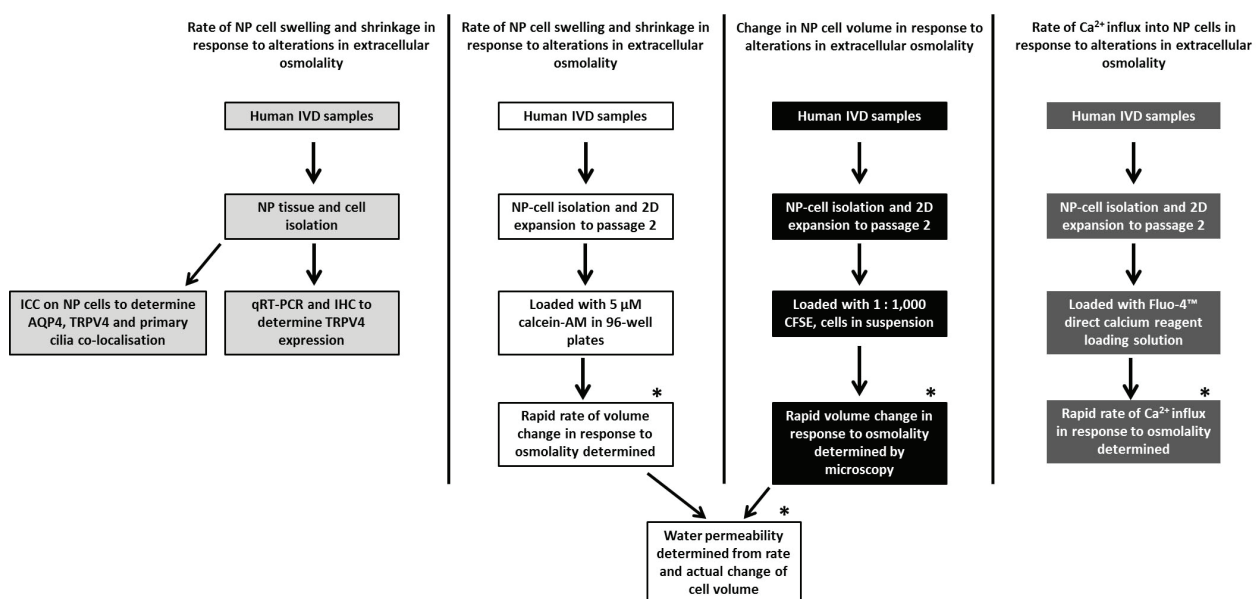 Rate of NP cell swelling and shrinkage in
response to alterations in extracellular
osmolality
Human IVD samples
NP tissue and cell
isolation
ICC on NP cells to determine
AQP4, TRPV4 and primary
cilia co-localisation
qRT-PCR and IHC to
determine TRPV4
expression
Rate of NP cell swelling and shrinkage in
response to alterations in extracellular
osmolality
Human IVD samples
NP-cell isolation and 2D
expansion to passage 2
Loaded with 5 µM
calcein-AM in 96-well
plates
*
Rapid rate of volume
change in response to
osmolality determined
Change in NP cell volume in response to
alterations in extracellular osmolality
Human IVD samples
NP-cell isolation and 2D
expansion to passage 2
Loaded with 1 : 1,000
CFSE, cells in suspension
*
Rapid volume change in
response to osmolality
determined by
microscopy
*
Water permeability
determined from rate
and actual change of
cell volume
Rate of Ca²⁺ influx into NP cells in
response to alterations in extracellular
osmolality
Human IVD samples
NP-cell isolation and 2D
expansion to passage 2
Loaded with Fluo-4™
direct calcium reagent
loading solution
*
Rapid rate of Ca²⁺ influx
in response to osmolality
determined